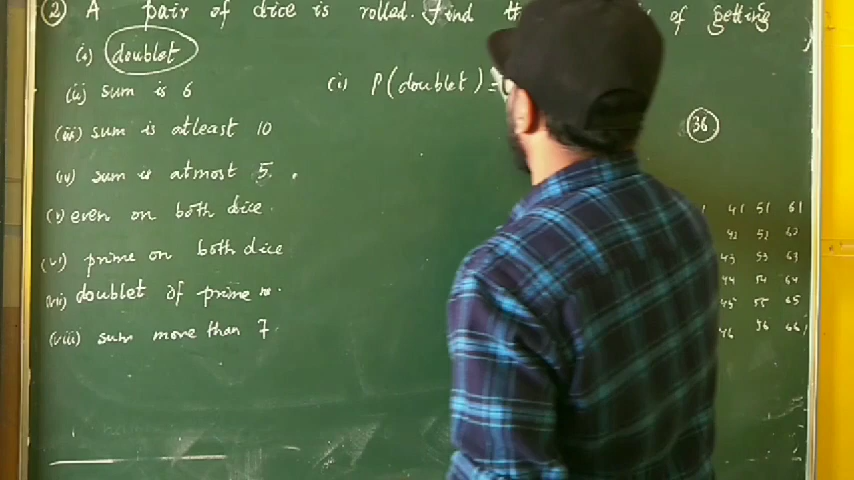 (2) A pair of dice is rolled. Find th of getting
(i) doublet
(ii) sum is 6
(iii) sum is atleast 10
(iv) sum is atmost 5.
(v) even on both dice.
(vi) prime on both dice
(vii) doublet of prime no.
(viii) sum more than 7.
(i) P(doublet) =
36
41 51 61
42 52 62
43 53 63
44 54 64
45 55 65
46 56 66